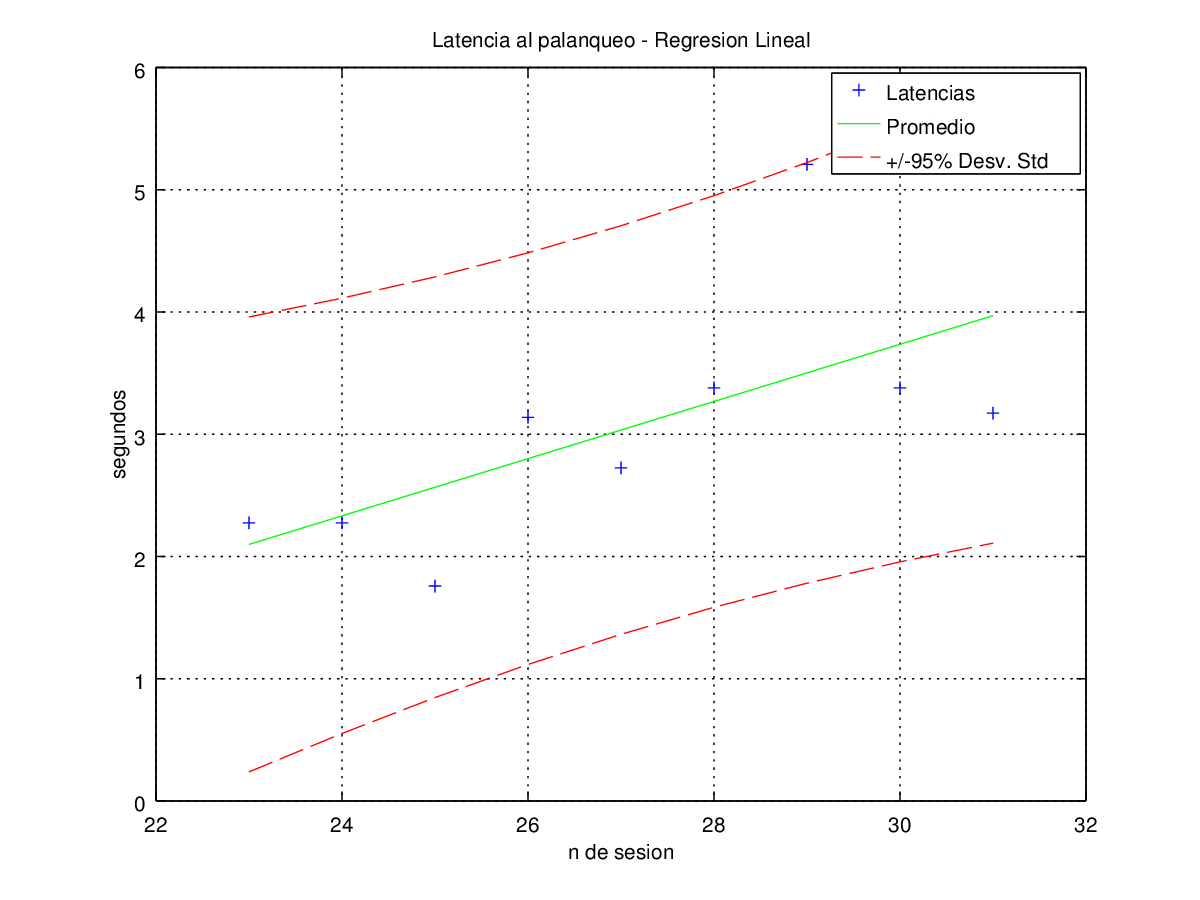 Latencia al palanqueo - Regresion Lineal
Latencias
Promedio
+/-95% Desv. Std
segundos
6
5
4
3
2
1
0
22 24 26 28 30 32
n de sesion